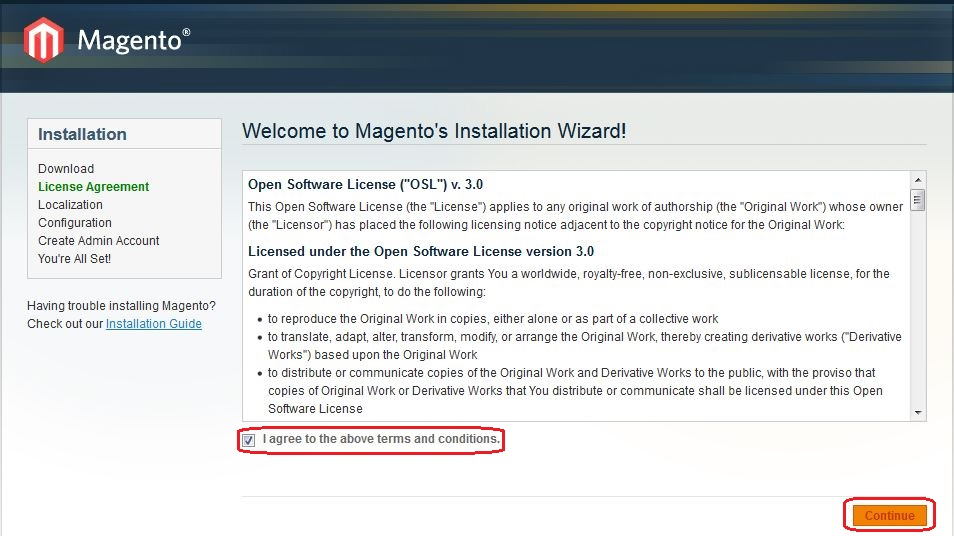 Magento®
Installation
Download
License Agreement
Localization
Configuration
Create Admin Account
You're All Set!
Having trouble installing Magento?
Check out our Installation Guide
Welcome to Magento's Installation Wizard!
Open Software License ("OSL") v. 3.0
This Open Software License (the "License") applies to any original work of authorship (the "Original Work") whose owner
(the "Licensor") has placed the following licensing notice adjacent to the copyright notice for the Original Work:
Licensed under the Open Software License version 3.0
Grant of Copyright License. Licensor grants You a worldwide, royalty-free, non-exclusive, sublicensable license, for the
duration of the copyright, to do the following:
• to reproduce the Original Work in copies, either alone or as part of a collective work
• to translate, adapt, alter, transform, modify, or arrange the Original Work, thereby creating derivative works ("Derivative
Works") based upon the Original Work
• to distribute or communicate copies of the Original Work and Derivative Works to the public, with the proviso that
copies of Original Work or Derivative Works that You distribute or communicate shall be licensed under this Open
Software License
I agree to the above terms and conditions.
Continue